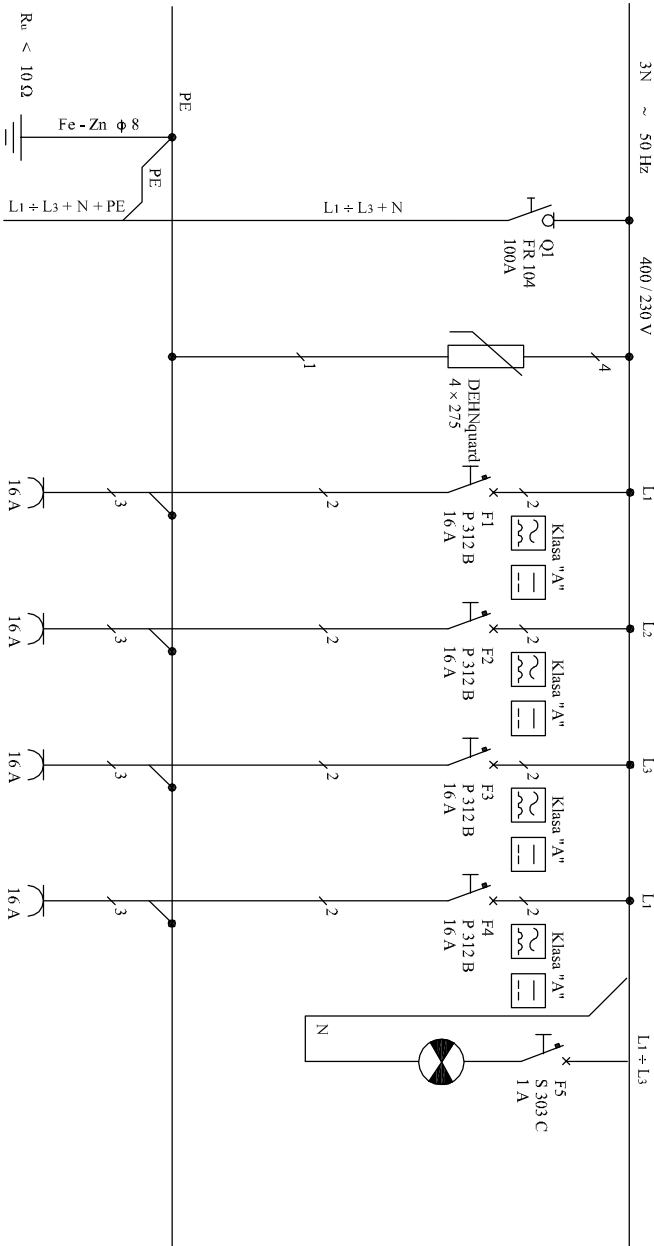 3N ~ 50 Hz 400 / 230 V
L1
L2
L3
L1
L1 ÷ L3
Q1
FR 104
100A
4
DEHNquard
4 × 275
1
Klasa "A"
2
F1
P 312 B
16 A
2
3
16 A
Klasa "A"
2
F2
P 312 B
16 A
2
3
16 A
Klasa "A"
2
F3
P 312 B
16 A
2
3
16 A
Klasa "A"
2
F4
P 312 B
16 A
2
3
16 A
F5
S 303 C
1 A
N
L1 ÷ L3 + N
PE
PE
L1 ÷ L3 + N + PE
Fe - Zn ϕ 8
Ru < 10 Ω